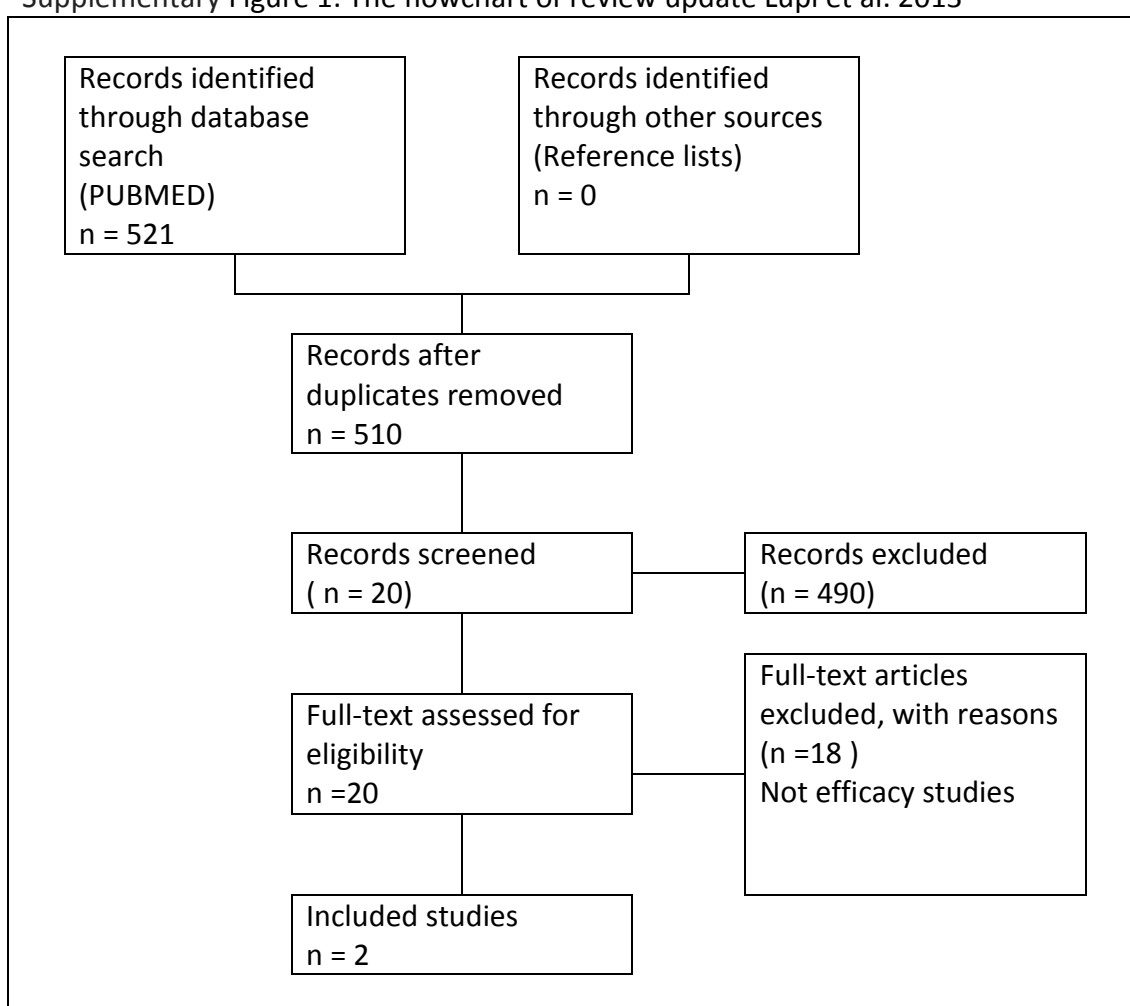 Supplementary Figure 1. The flowchart of review update Lupi et al. 2013
Records identified
through database
search
(PUBMED)
n = 521
Records identified
through other sources
(Reference lists)
n = 0
Records after
duplicates removed
n = 510
Records screened
( n = 20)
Records excluded
(n = 490)
Full-text assessed for
eligibility
n =20
Full-text articles
excluded, with reasons
(n =18 )
Not efficacy studies
Included studies
n = 2